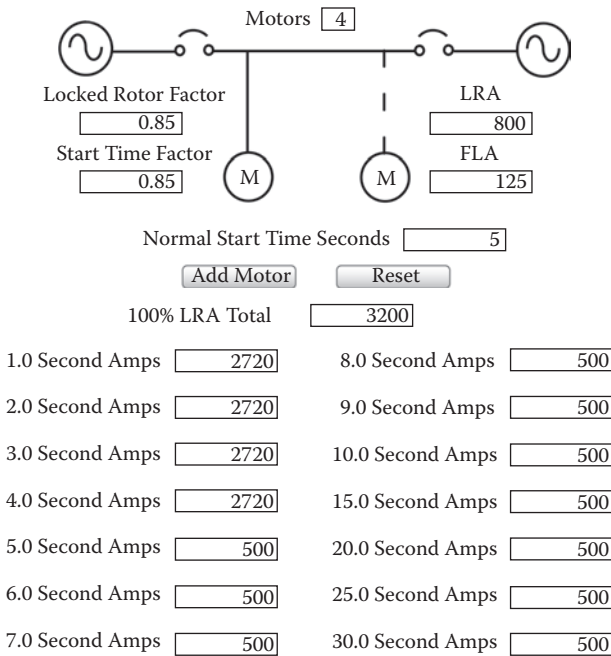 Motors 4
Locked Rotor Factor
0.85
LRA
800
Start Time Factor
0.85
M
M
FLA
125
Normal Start Time Seconds 5
Add Motor Reset
100% LRA Total 3200
1.0 Second Amps 2720 8.0 Second Amps 500
2.0 Second Amps 2720 9.0 Second Amps 500
3.0 Second Amps 2720 10.0 Second Amps 500
4.0 Second Amps 2720 15.0 Second Amps 500
5.0 Second Amps 500 20.0 Second Amps 500
6.0 Second Amps 500 25.0 Second Amps 500
7.0 Second Amps 500 30.0 Second Amps 500